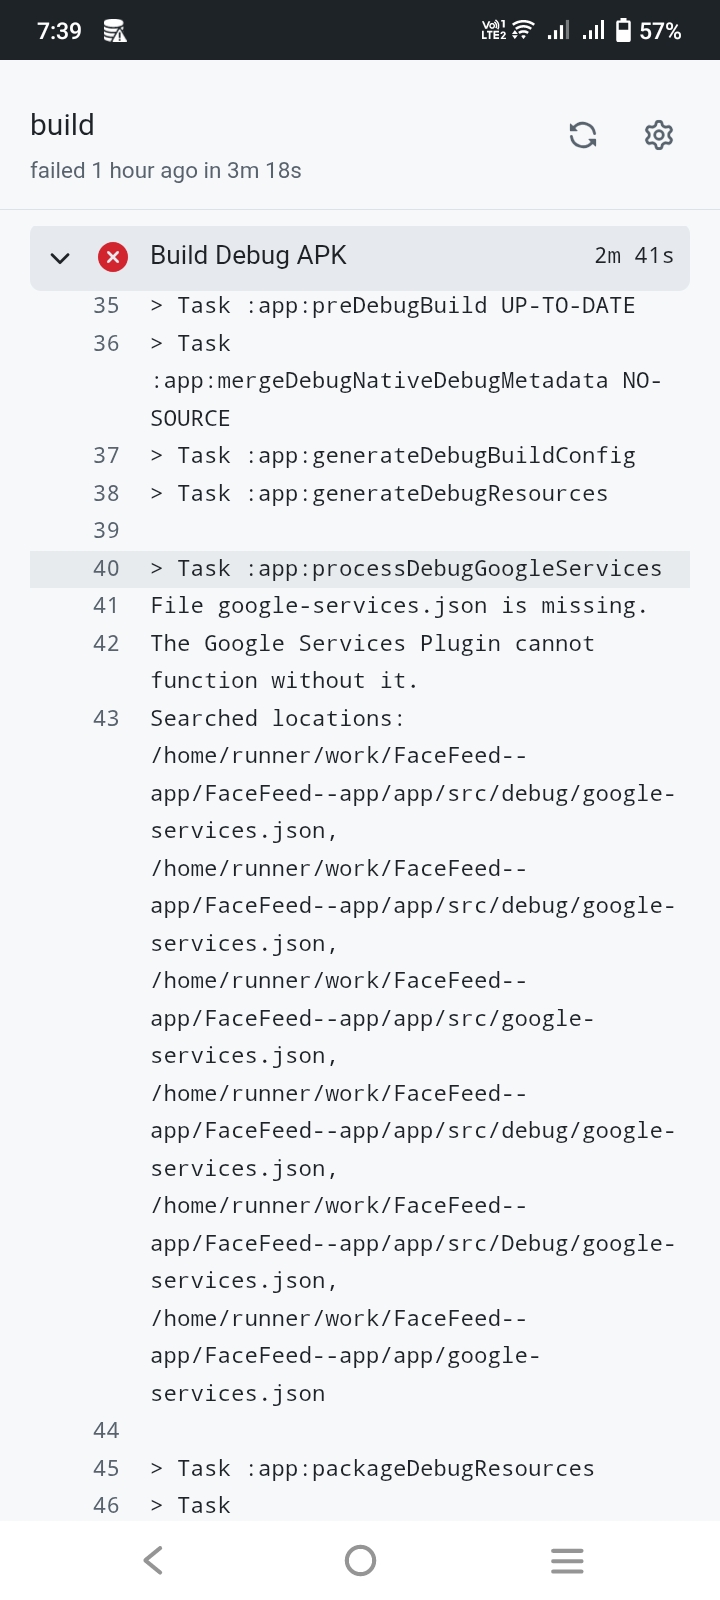 7:39
Vo)) 1
LTE2
57%
build
failed 1 hour ago in 3m 18s
Build Debug APK
2m 41s
35 > Task :app:preDebugBuild UP-TO-DATE
36 > Task
:app:mergeDebugNativeDebugMetadata NO-
SOURCE
37 > Task :app:generateDebugBuildConfig
38 > Task :app:generateDebugResources
39
40 > Task :app:processDebugGoogleServices
41 File google-services.json is missing.
42 The Google Services Plugin cannot
function without it.
43 Searched locations:
/home/runner/work/FaceFeed--
app/FaceFeed--app/app/src/debug/google-
services.json,
/home/runner/work/FaceFeed--
app/FaceFeed--app/app/src/debug/google-
services.json,
/home/runner/work/FaceFeed--
app/FaceFeed--app/app/src/google-
services.json,
/home/runner/work/FaceFeed--
app/FaceFeed--app/app/src/debug/google-
services.json,
/home/runner/work/FaceFeed--
app/FaceFeed--app/app/src/Debug/google-
services.json,
/home/runner/work/FaceFeed--
app/FaceFeed--app/app/google-
services.json
44
45 > Task :app:packageDebugResources
46 > Task